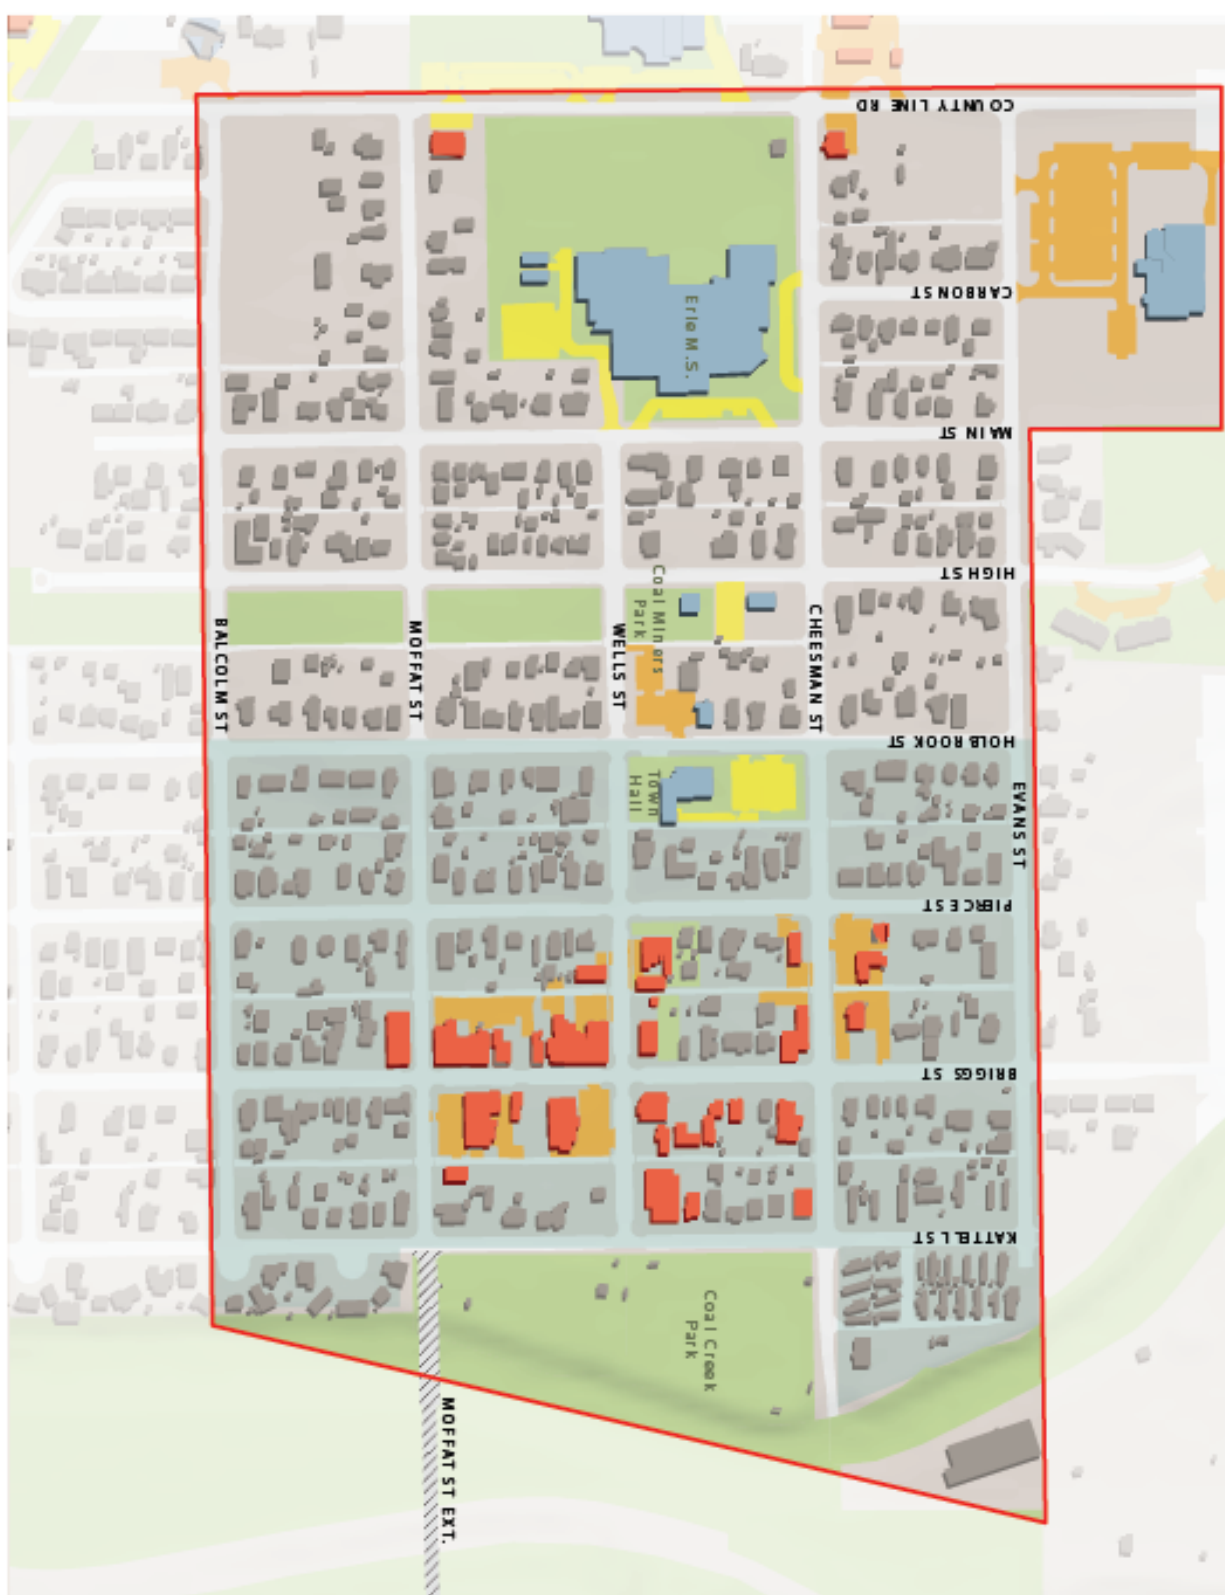 COUNTY LINE RD
Erie M.S.
CARBON ST
MAIN ST
HIGH ST
Coal Miners
Park
BALCOLM ST
MOFFAT ST
WELLS ST
CHEESMAN ST
HOLBROOK ST
Town
Hall
EVANS ST
PIERCE ST
BRIGGS ST
KATTELL ST
Coal Creek
Park
MOFFAT ST EXT.